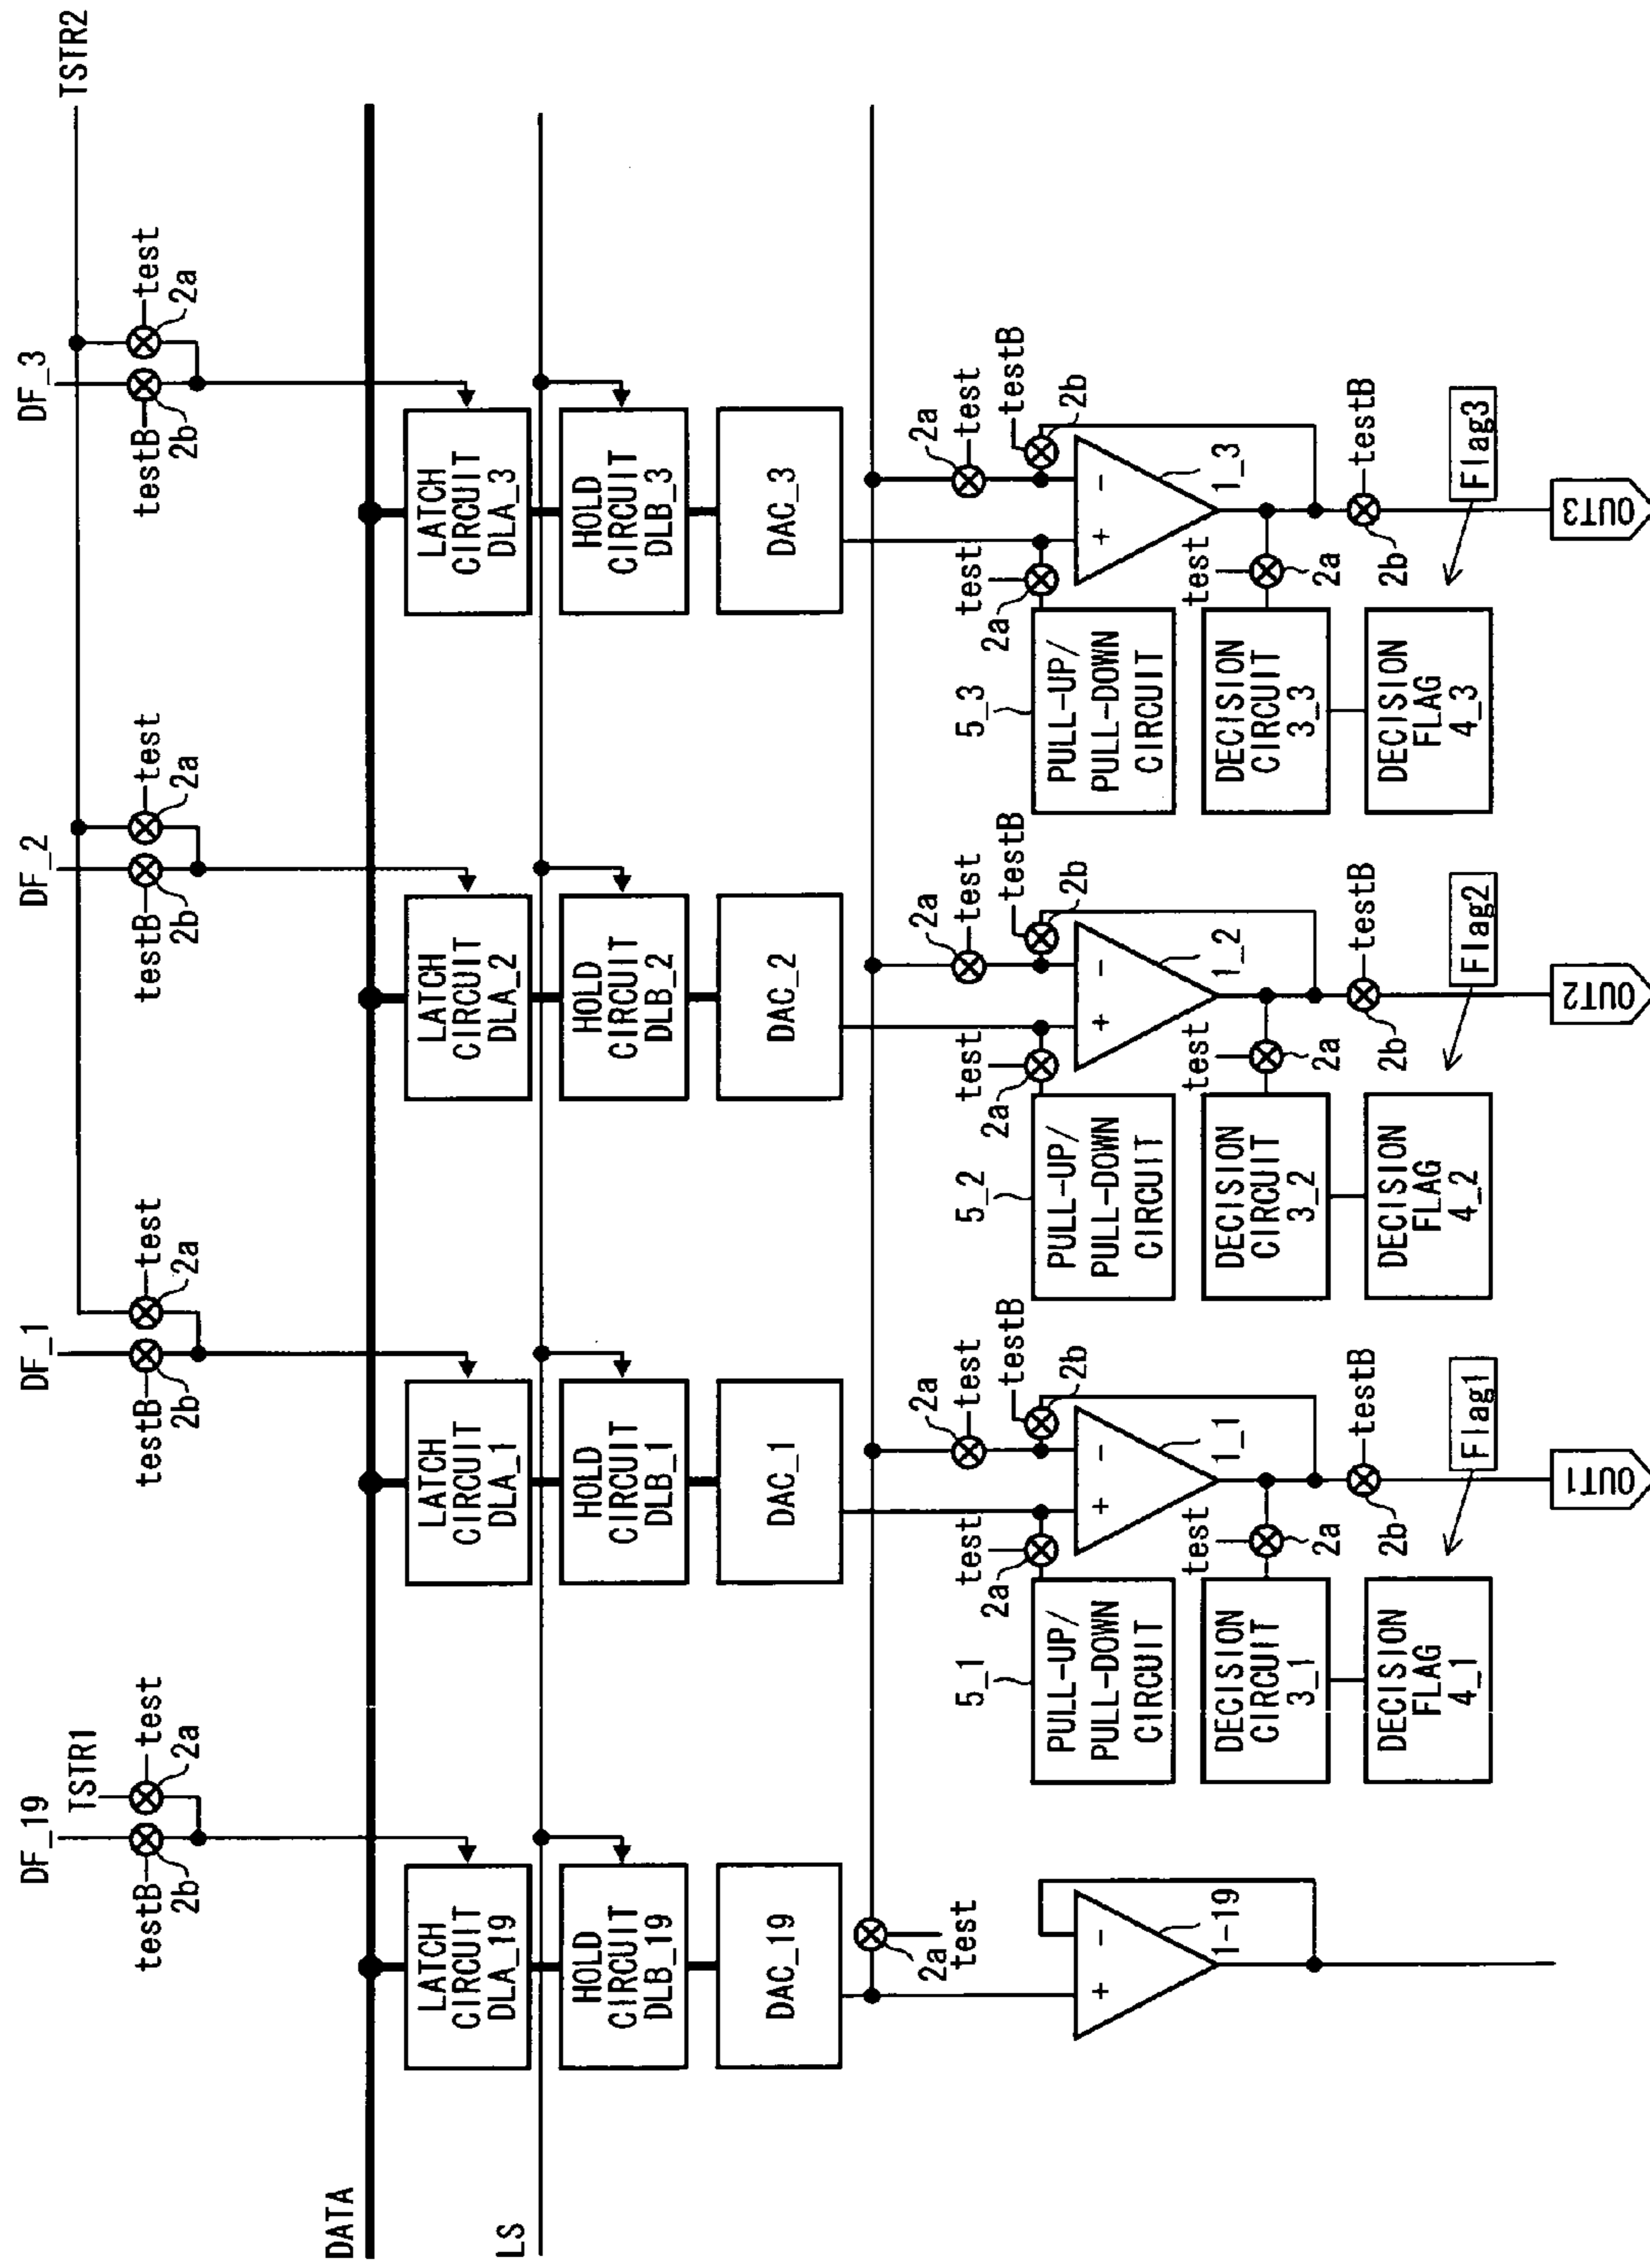 DF_19
TSTR1
testB
test
2b
2a
DF_1
testB
test
2b
2a
DF_2
testB
test
2b
2a
DF_3
testB
test
2b
2a
TSTR2
DATA
LATCH
CIRCUIT
DLA_19
LATCH
CIRCUIT
DLA_1
LATCH
CIRCUIT
DLA_2
LATCH
CIRCUIT
DLA_3
LS
HOLD
CIRCUIT
DLB_19
HOLD
CIRCUIT
DLB_1
HOLD
CIRCUIT
DLB_2
HOLD
CIRCUIT
DLB_3
DAC_19
DAC_1
DAC_2
DAC_3
2a
test
+
-
1-19
5_1
PULL-UP/
PULL-DOWN
CIRCUIT
test
2a
2a
test
testB
2b
+
-
1_1
DECISION
CIRCUIT
3_1
test
2a
testB
2b
DECISION
FLAG
4_1
Flag1
OUT1
5_2
PULL-UP/
PULL-DOWN
CIRCUIT
test
2a
2a
test
testB
2b
+
-
1_2
DECISION
CIRCUIT
3_2
test
2a
testB
2b
DECISION
FLAG
4_2
Flag2
OUT2
5_3
PULL-UP/
PULL-DOWN
CIRCUIT
test
2a
2a
test
testB
2b
+
-
1_3
DECISION
CIRCUIT
3_3
test
2a
testB
2b
DECISION
FLAG
4_3
Flag3
OUT3